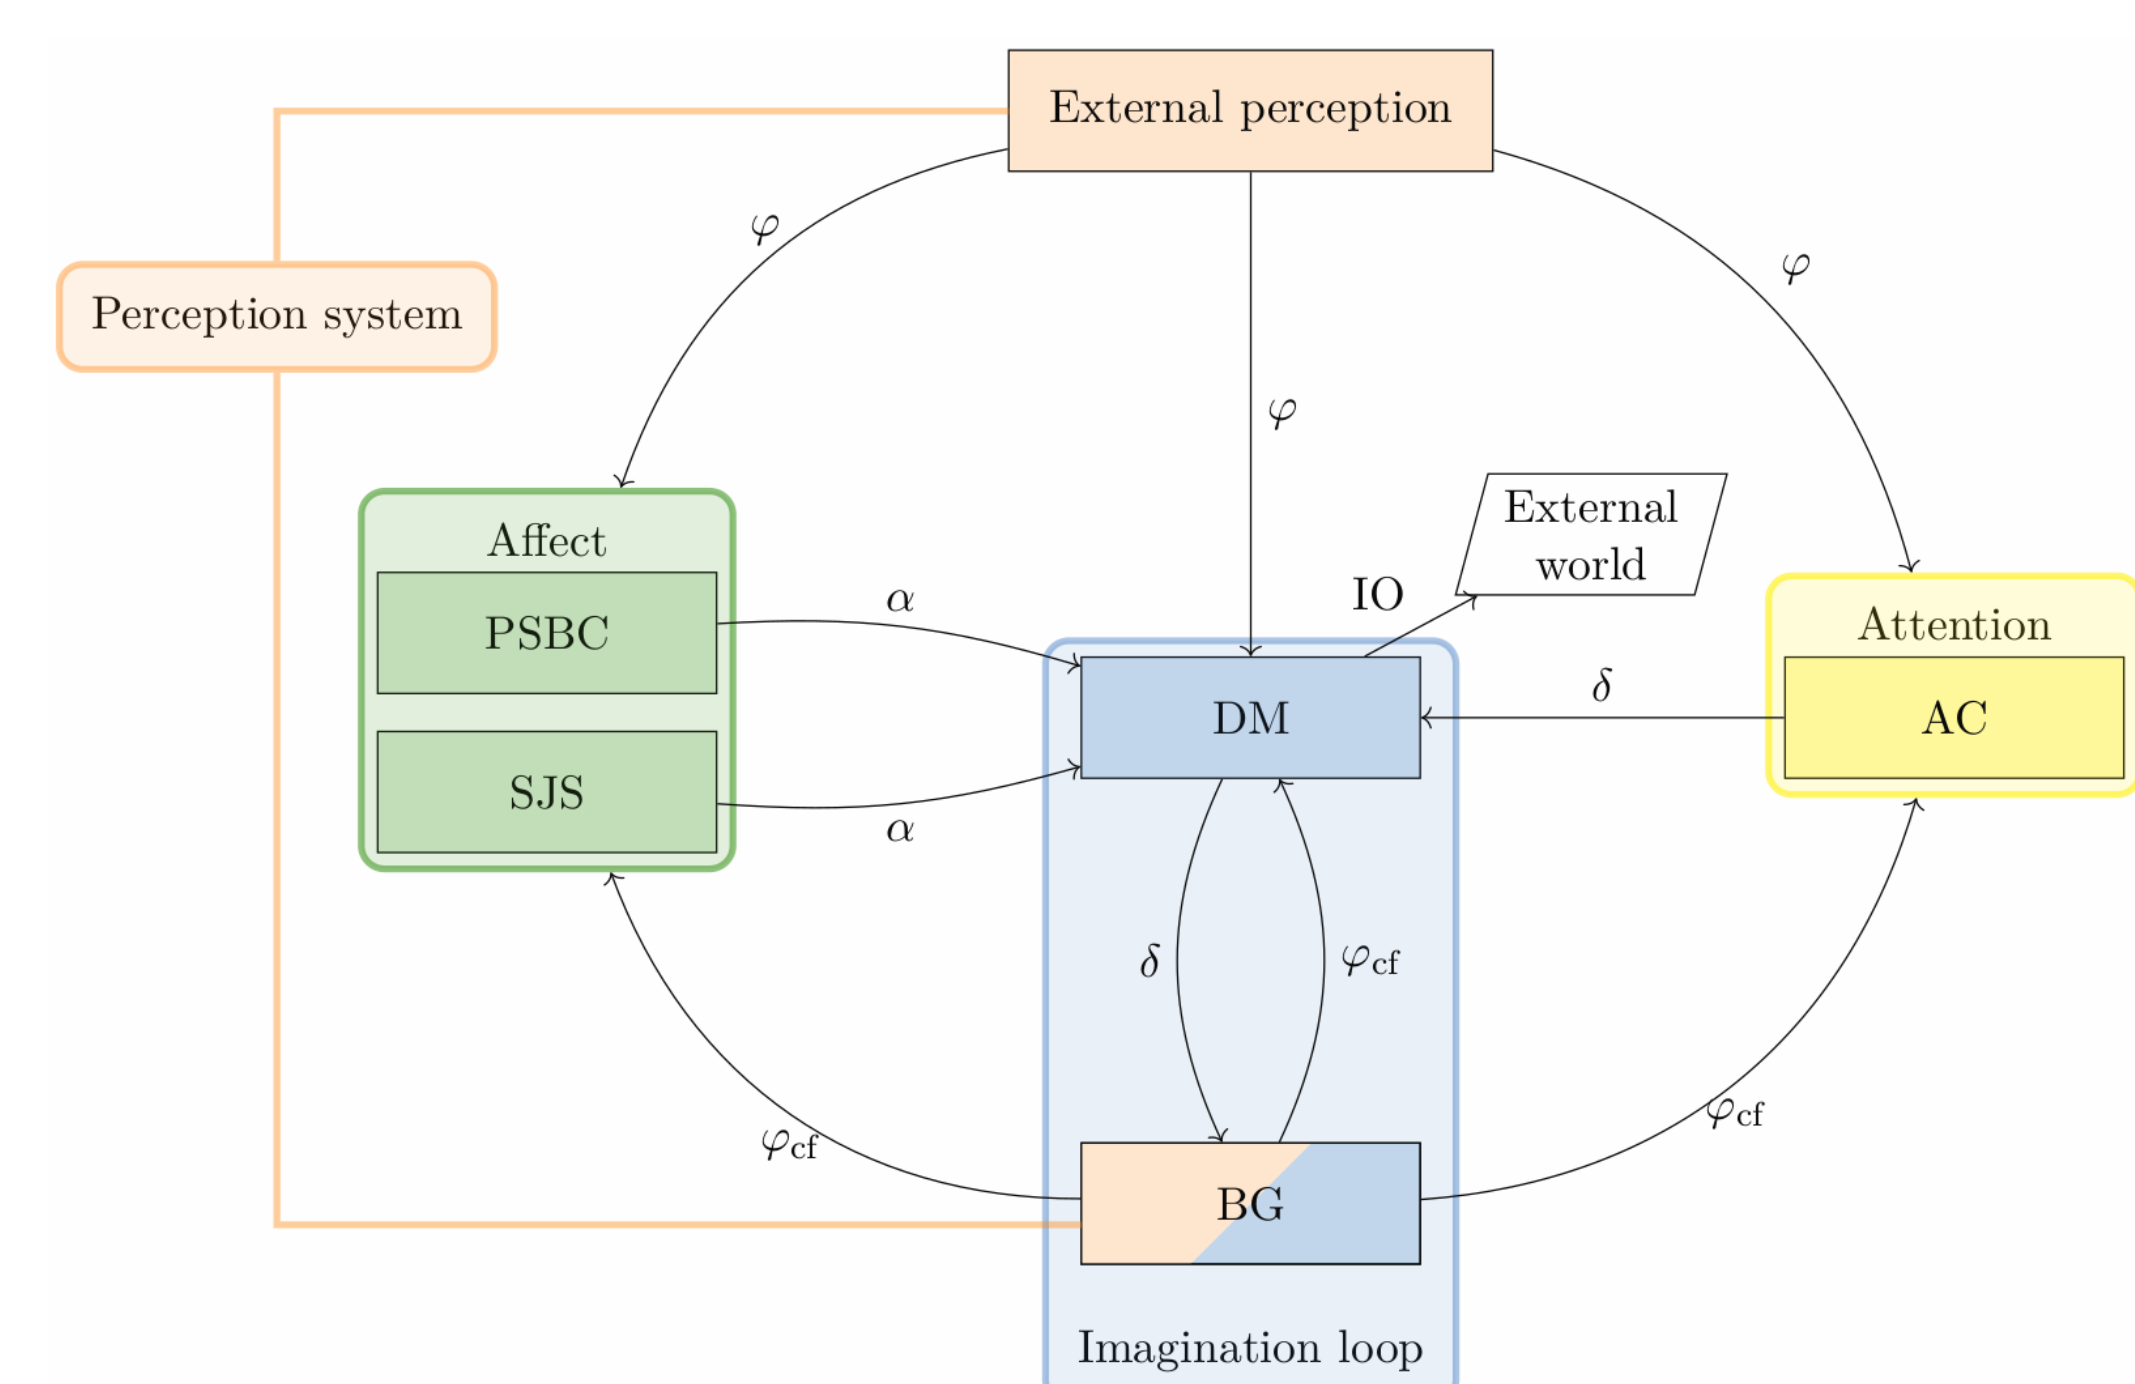 External perception
φ
φ
Perception system
φ
External
world
Affect
IO
α
PSBC
Attention
δ
DM
AC
SJS
α
δ
φcf
φcf
φcf
BG
Imagination loop